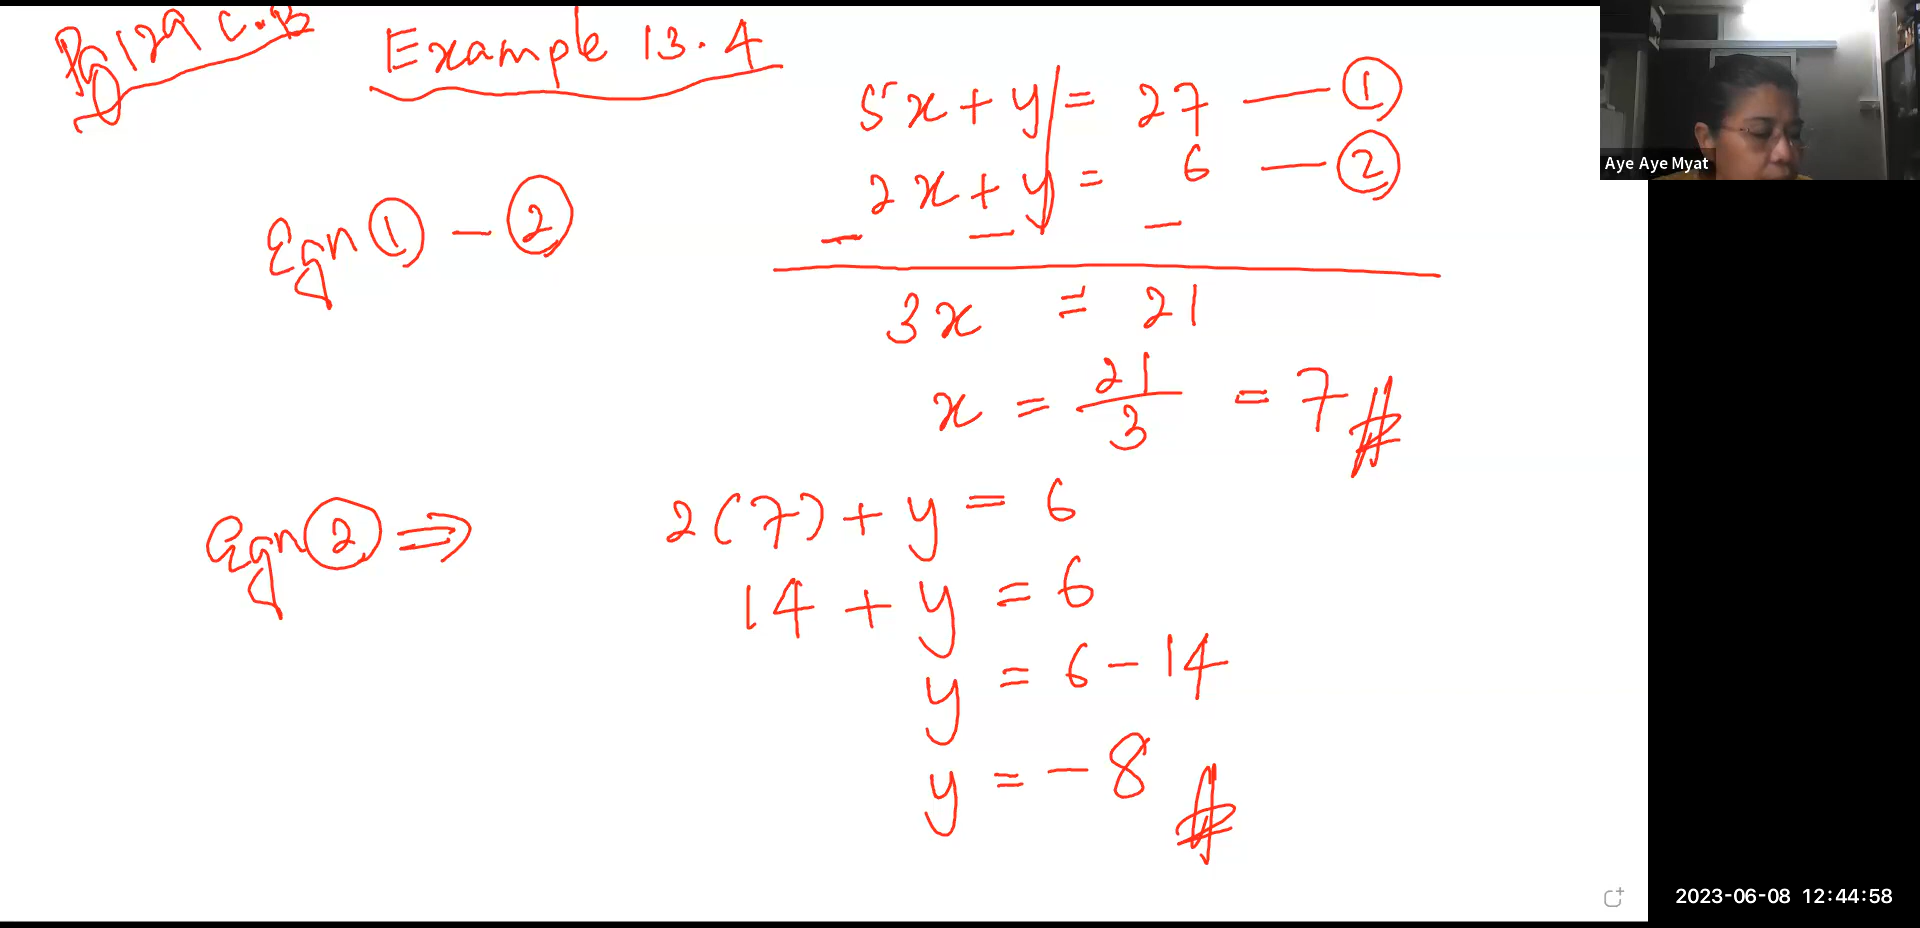 Pg 129 C.B
Example 13.4
5x + y = 27 — ①
2x + y = 6 — ②
Eqn ① – ②
– – –
3x = 21
x = 21/3 = 7 #
Eqn ② ⇒ 2(7) + y = 6
14 + y = 6
y = 6 – 14
y = – 8 #
Aye Aye Myat
2023-06-08 12:44:58